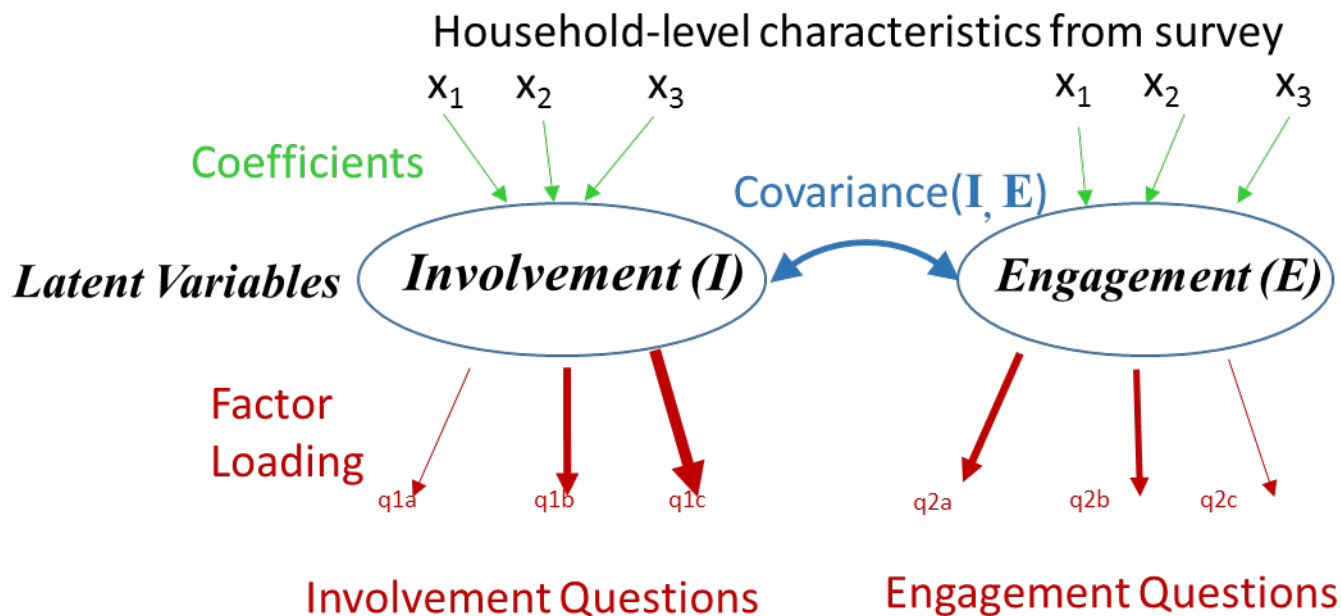 Household-level characteristics from survey
x₁ x₂ x₃ x₁ x₂ x₃
Coefficients
Covariance(I, E)
Latent Variables Involvement (I) Engagement (E)
Factor
Loading
q1a q1b q1c q2a q2b q2c
Involvement Questions Engagement Questions